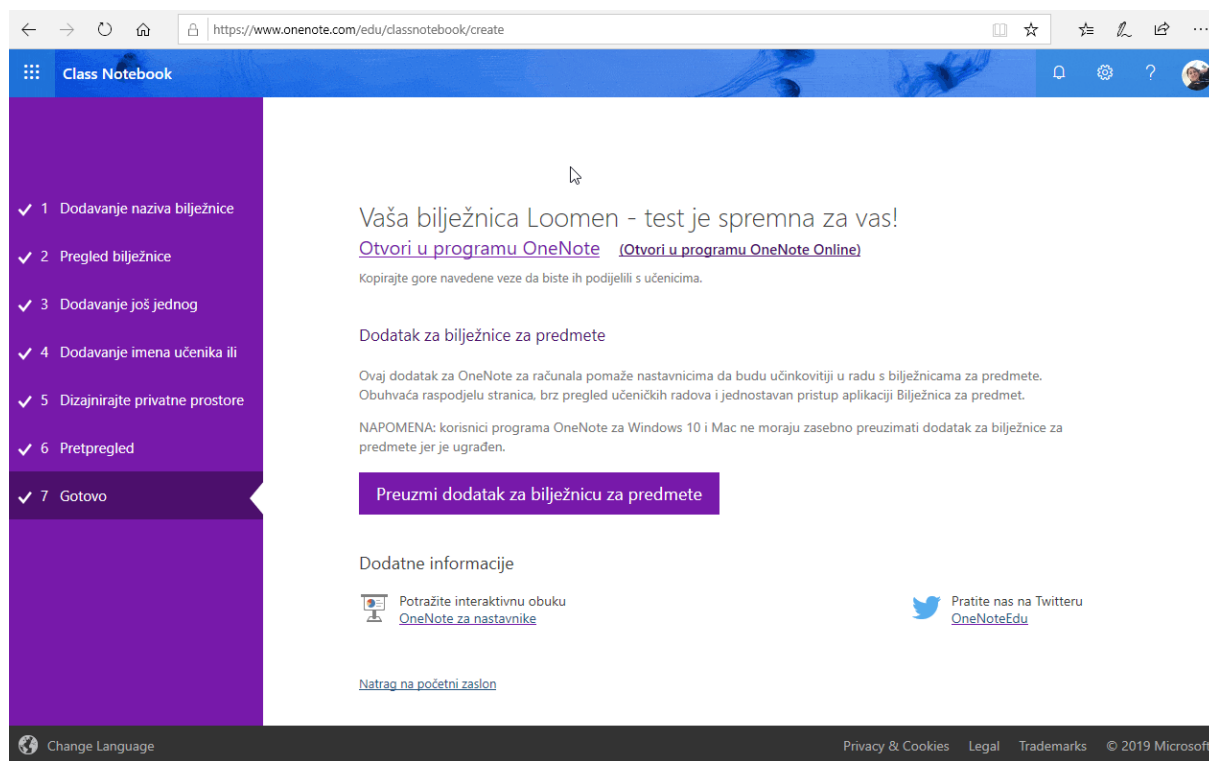 https://www.onenote.com/edu/classnotebook/create
Class Notebook
1 Dodavanje naziva bilježnice
2 Pregled bilježnice
3 Dodavanje još jednog
4 Dodavanje imena učenika ili
5 Dizajnirajte privatne prostore
6 Pretpregled
7 Gotovo
Vaša bilježnica Loomen - test je spremna za vas!
Otvori u programu OneNote (Otvori u programu OneNote Online)
Kopirajte gore navedene veze da biste ih podijelili s učenicima.
Dodatak za bilježnice za predmete
Ovaj dodatak za OneNote za računala pomaže nastavnicima da budu učinkovitiji u radu s bilježnicama za predmete.
Obuhvaća raspodjelu stranica, brz pregled učeničkih radova i jednostavan pristup aplikaciji Bilježnica za predmet.
NAPOMENA: korisnici programa OneNote za Windows 10 i Mac ne moraju zasebno preuzimati dodatak za bilježnice za
predmete jer je ugrađen.
Preuzmi dodatak za bilježnicu za predmete
Dodatne informacije
Potražite interaktivnu obuku
OneNote za nastavnike
Pratite nas na Twitteru
OneNoteEdu
Natrag na početni zaslon
Change Language
Privacy & Cookies Legal Trademarks © 2019 Microsoft